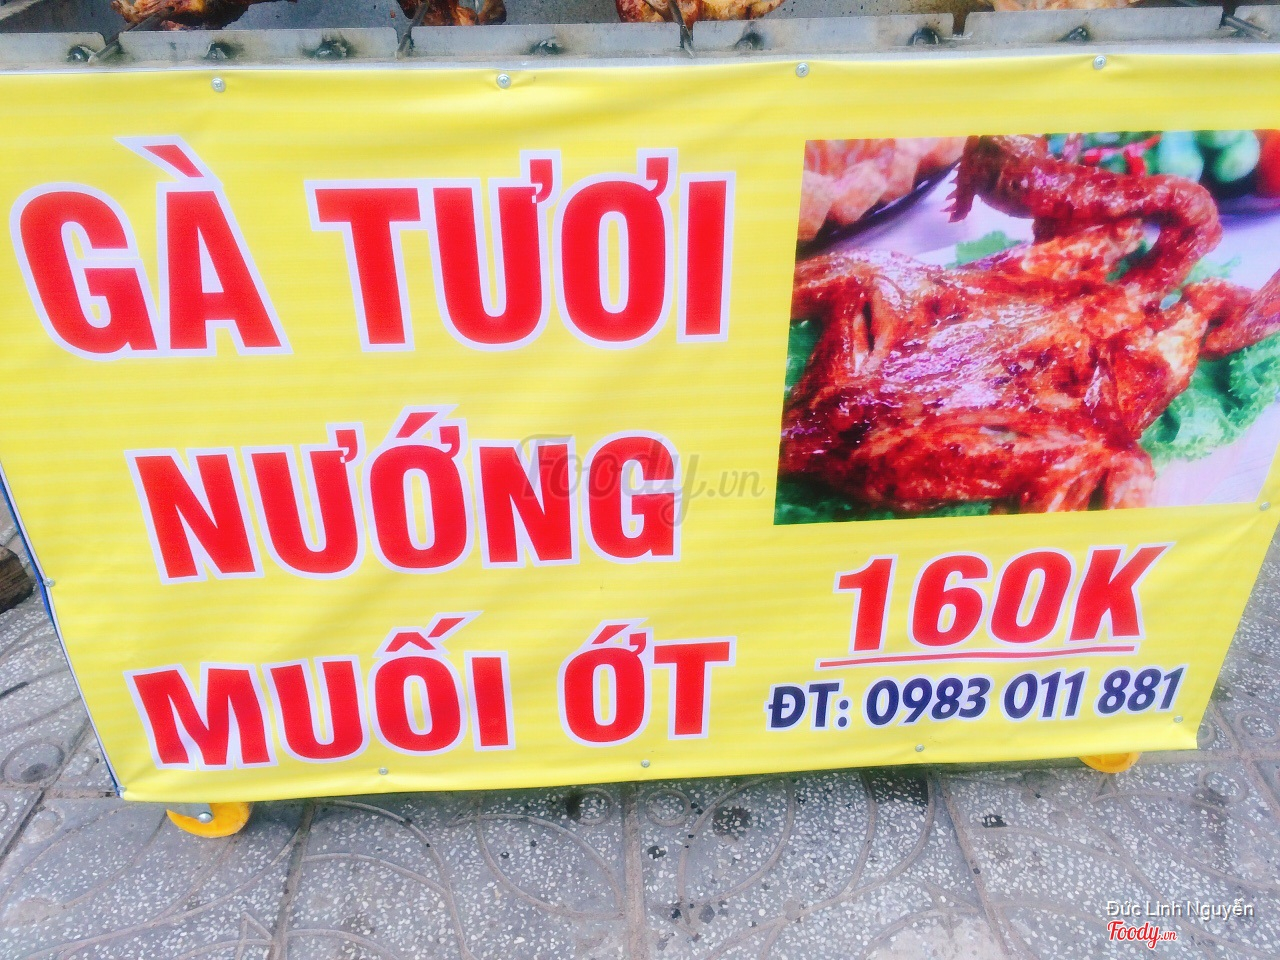 GÀ TƯƠI
NƯỚNG
MUỐI ỚT
160K
ĐT: 0983 011 881
Foody.vn
Đức Linh Nguyễn
Foody.vn